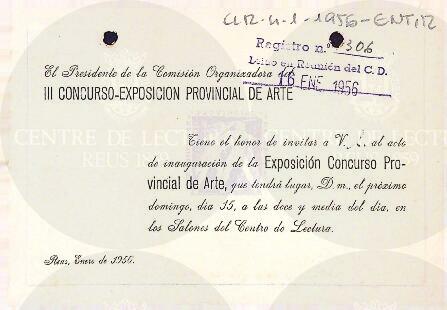 CLR-4-1-1956-ENT,12
Registro n.º 306
Leído en Reunión del C. D.
16 ENE 1956
El Presidente de la Comisión Organizadora del
III CONCURSO-EXPOSICION PROVINCIAL DE ARTE
Tiene el honor de invitar a V. al acto
de inauguración de la Exposición Concurso Pro-
vincial de Arte, que tendrá lugar, D. m., el próximo
domingo, día 15, a las doce y media del día, en
los Salones del Centro de Lectura.
Reus, Enero de 1956.
CENTRE DE LECTURA
REUS